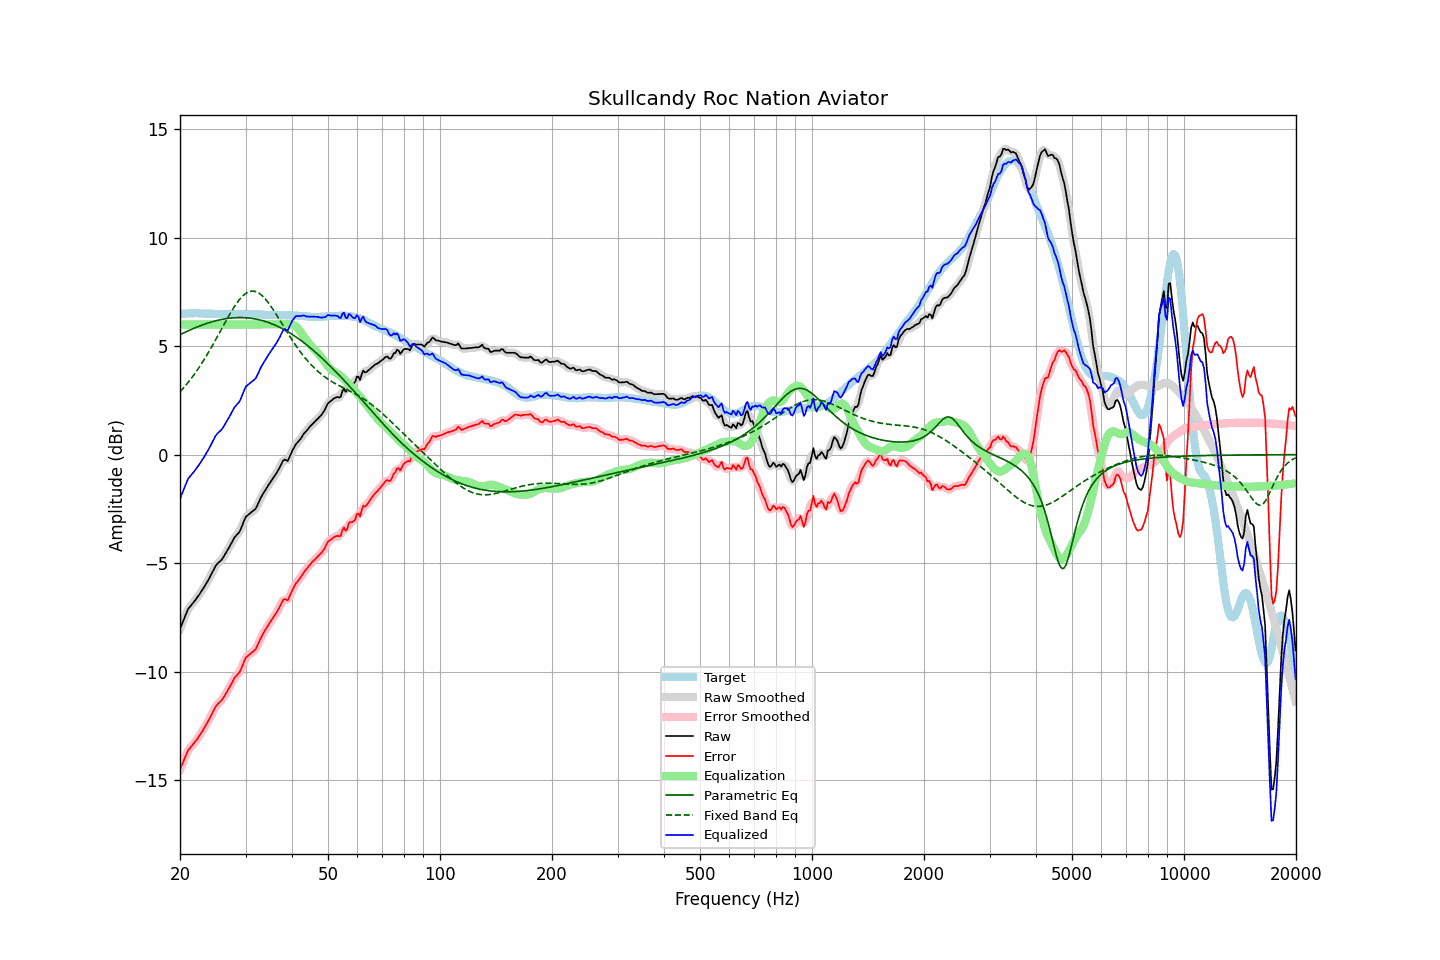 Skullcandy Roc Nation Aviator
15
10
5
0
−5
−10
−15
Amplitude (dBr)
Target
Raw Smoothed
Error Smoothed
Raw
Error
Equalization
Parametric Eq
Fixed Band Eq
Equalized
20
50
100
200
500
1000
2000
5000
10000
20000
Frequency (Hz)